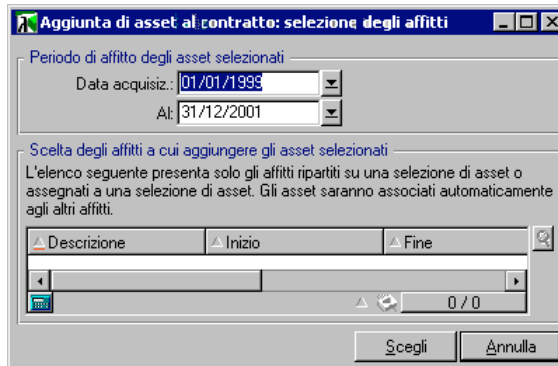 Aggiunta di asset al contratto: selezione degli affitti
Periodo di affitto degli asset selezionati
Data acquisiz.: 01/01/1999
Al: 31/12/2001
Scelta degli affitti a cui aggiungere gli asset selezionati
L'elenco seguente presenta solo gli affitti ripartiti su una selezione di asset o
assegnati a una selezione di asset. Gli asset saranno associati automaticamente
agli altri affitti.
Descrizione Inizio Fine
0 / 0
Scegli Annulla